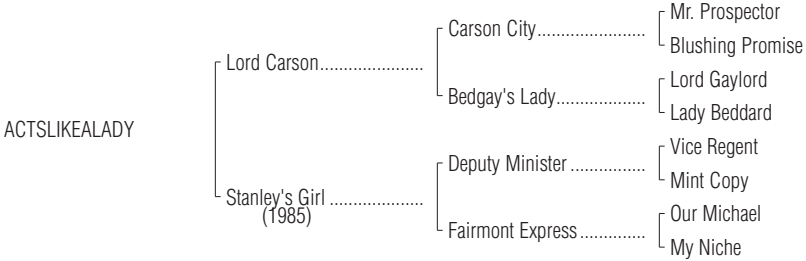 Mr. Prospector
Carson City.......................
Blushing Promise
Lord Carson......................
Lord Gaylord
Bedgay's Lady...................
Lady Beddard
ACTSLIKEALADY
Vice Regent
Deputy Minister ................
Mint Copy
Stanley's Girl ....................
(1985)
Our Michael
Fairmont Express..............
My Niche